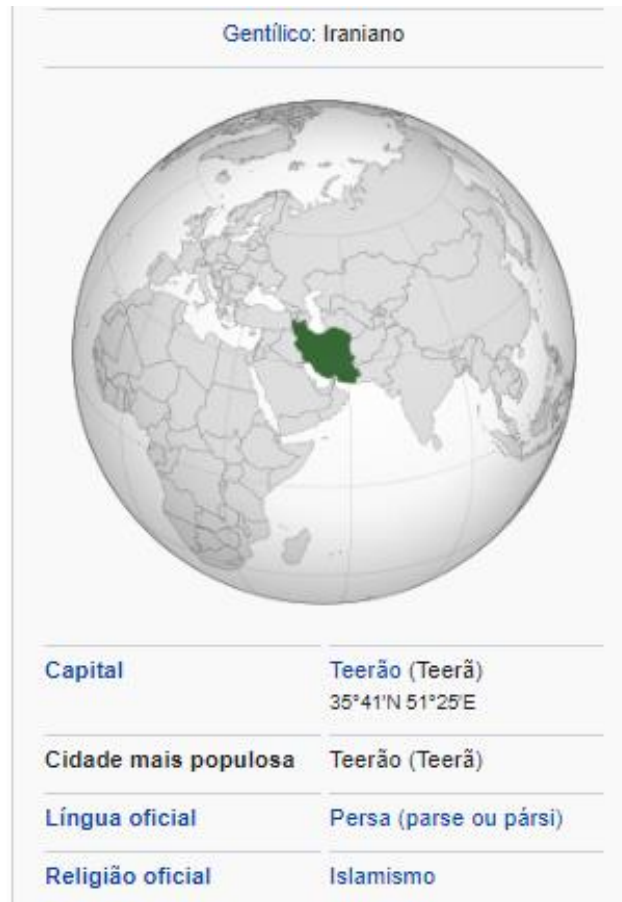 Gentílico: Iraniano
Capital Teerão (Teerã)
35°41'N 51°25'E
Cidade mais populosa Teerão (Teerã)
Língua oficial Persa (parse ou pársi)
Religião oficial Islamismo